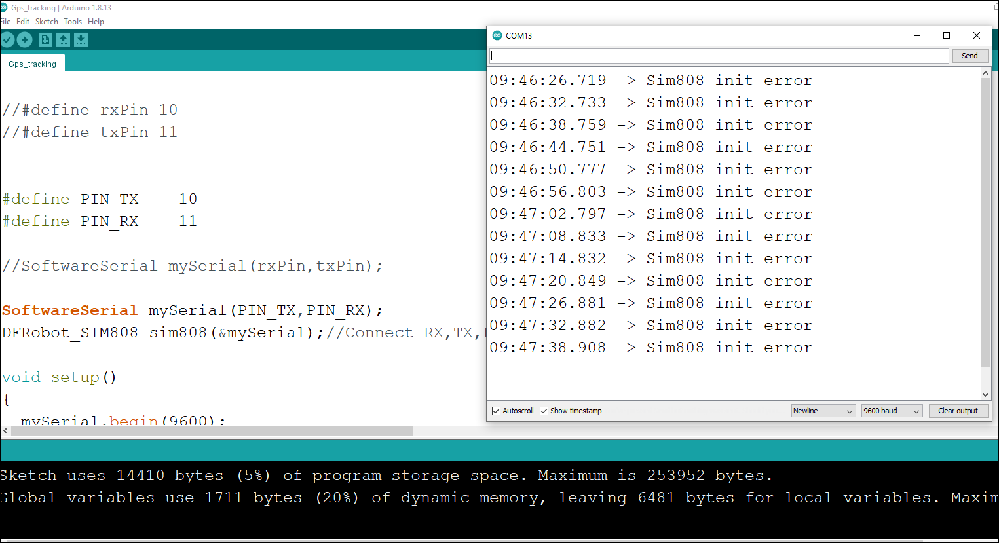 Gps_tracking | Arduino 1.8.13
File Edit Sketch Tools Help
Gps_tracking
//#define rxPin 10
//#define txPin 11
#define PIN_TX 10
#define PIN_RX 11
//SoftwareSerial mySerial(rxPin,txPin);
SoftwareSerial mySerial(PIN_TX,PIN_RX);
DFRobot_SIM808 sim808(&mySerial);//Connect RX,TX,
void setup()
{
mySerial.begin(9600);
COM13
Send
09:46:26.719 -> Sim808 init error
09:46:32.733 -> Sim808 init error
09:46:38.759 -> Sim808 init error
09:46:44.751 -> Sim808 init error
09:46:50.777 -> Sim808 init error
09:46:56.803 -> Sim808 init error
09:47:02.797 -> Sim808 init error
09:47:08.833 -> Sim808 init error
09:47:14.832 -> Sim808 init error
09:47:20.849 -> Sim808 init error
09:47:26.881 -> Sim808 init error
09:47:32.882 -> Sim808 init error
09:47:38.908 -> Sim808 init error
Autoscroll Show timestamp Newline 9600 baud Clear output
Sketch uses 14410 bytes (5%) of program storage space. Maximum is 253952 bytes.
Global variables use 1711 bytes (20%) of dynamic memory, leaving 6481 bytes for local variables. Maxim